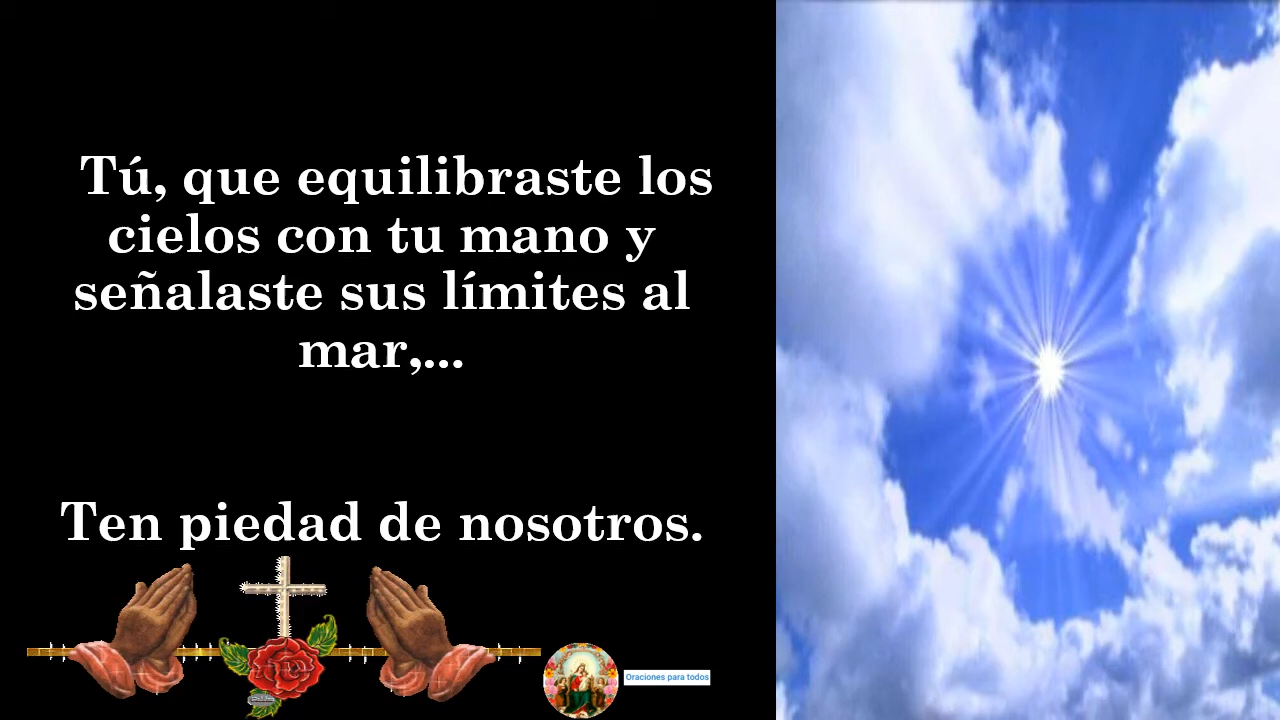 Tú, que equilibraste los
cielos con tu mano y
señalaste sus límites al
mar,...
Ten piedad de nosotros.
Oraciones para todos